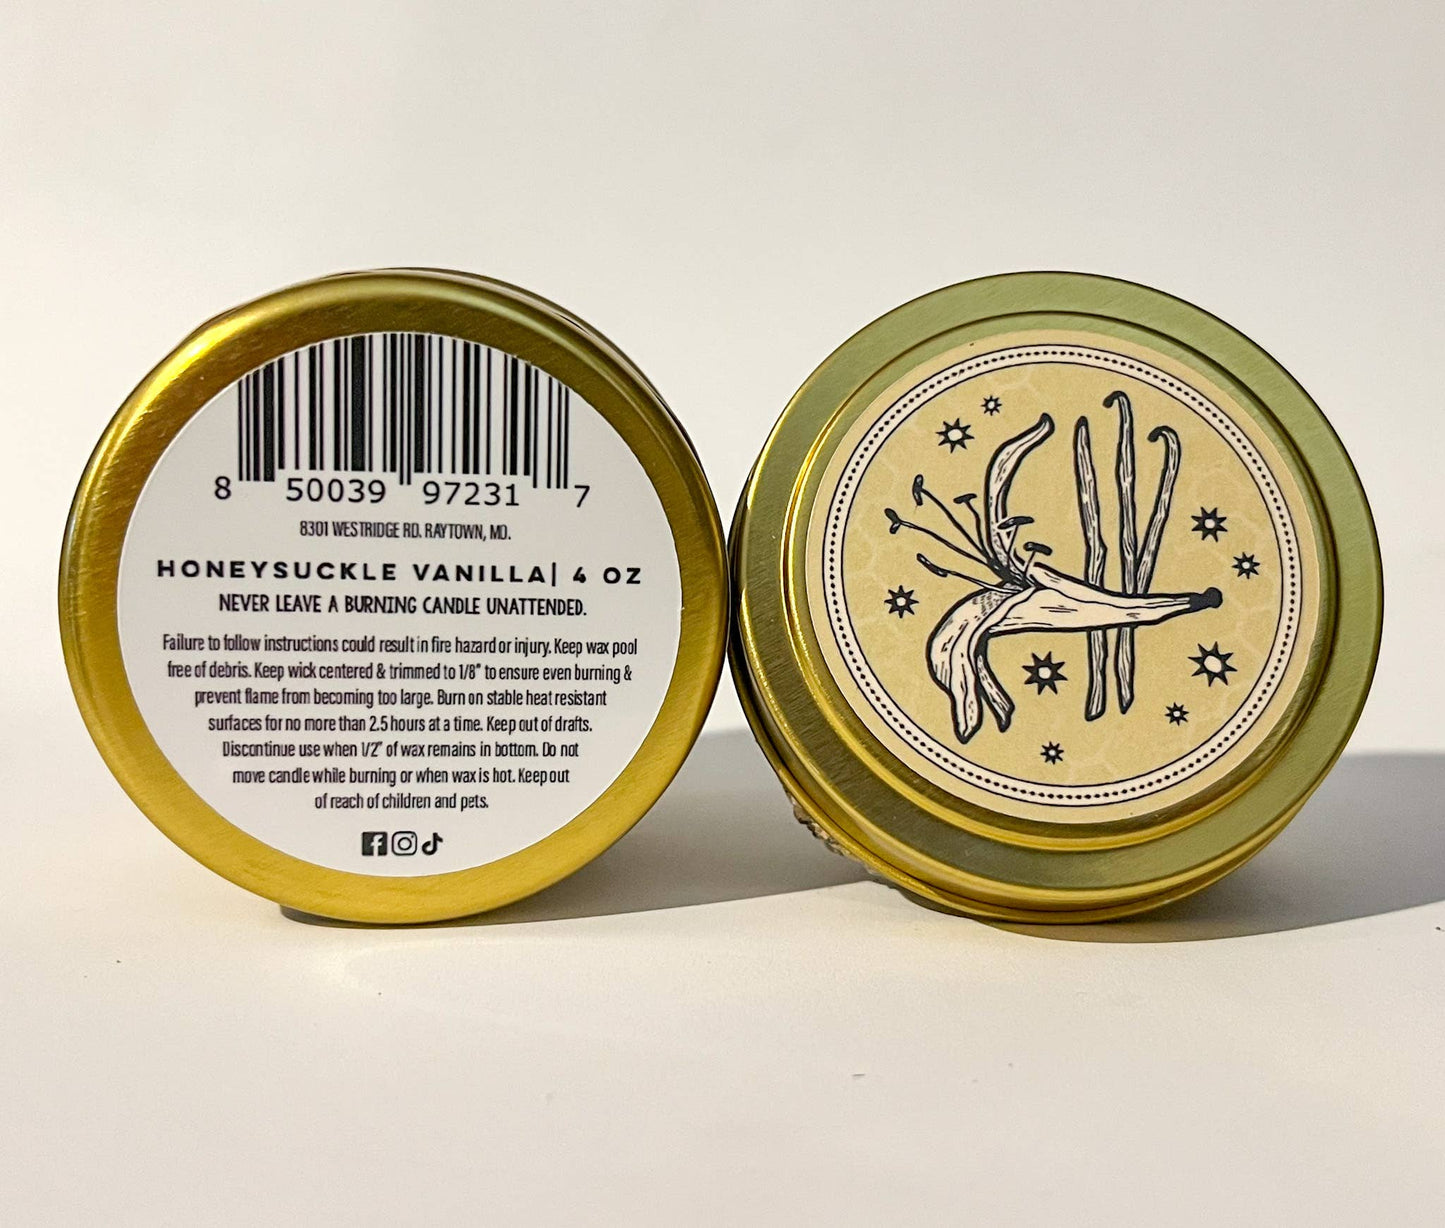 8 50039 97231 7
8301 WESTRIDGE RD. RAYTOWN, MO.
HONEYSUCKLE VANILLA| 4 OZ
NEVER LEAVE A BURNING CANDLE UNATTENDED.
Failure to follow instructions could result in fire hazard or injury. Keep wax pool
free of debris. Keep wick centered & trimmed to 1/8" to ensure even burning &
prevent flame from becoming too large. Burn on stable heat resistant
surfaces for no more than 2.5 hours at a time. Keep out of drafts.
Discontinue use when 1/2" of wax remains in bottom. Do not
move candle while burning or when wax is hot. Keep out
of reach of children and pets.